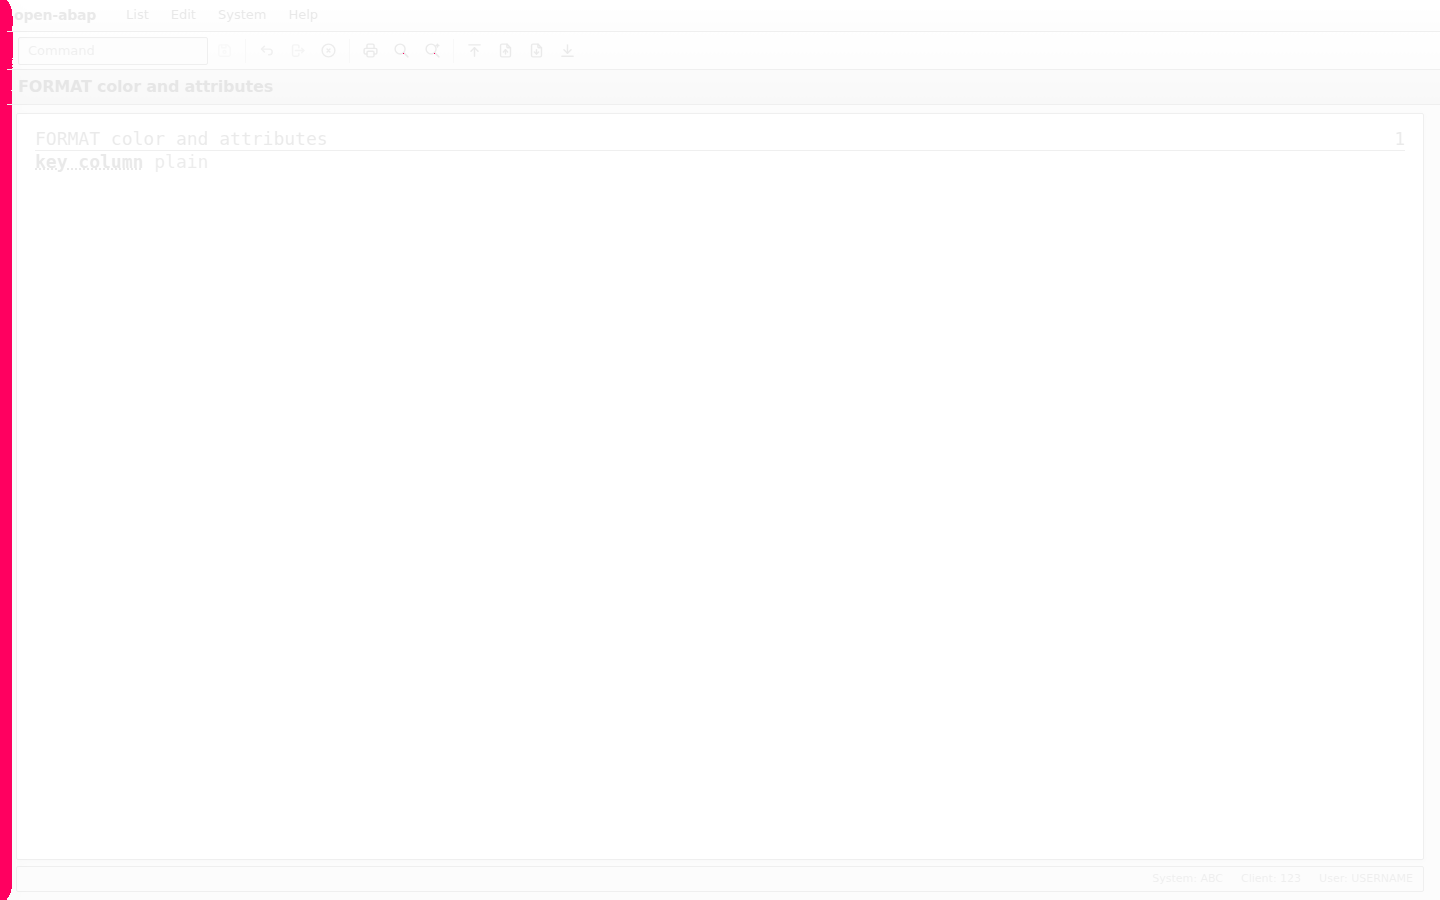 open-abap List Edit System Help
Command
FORMAT color and attributes
FORMAT color and attributes 1
key column plain
System: ABC Client: 123 User: USERNAME